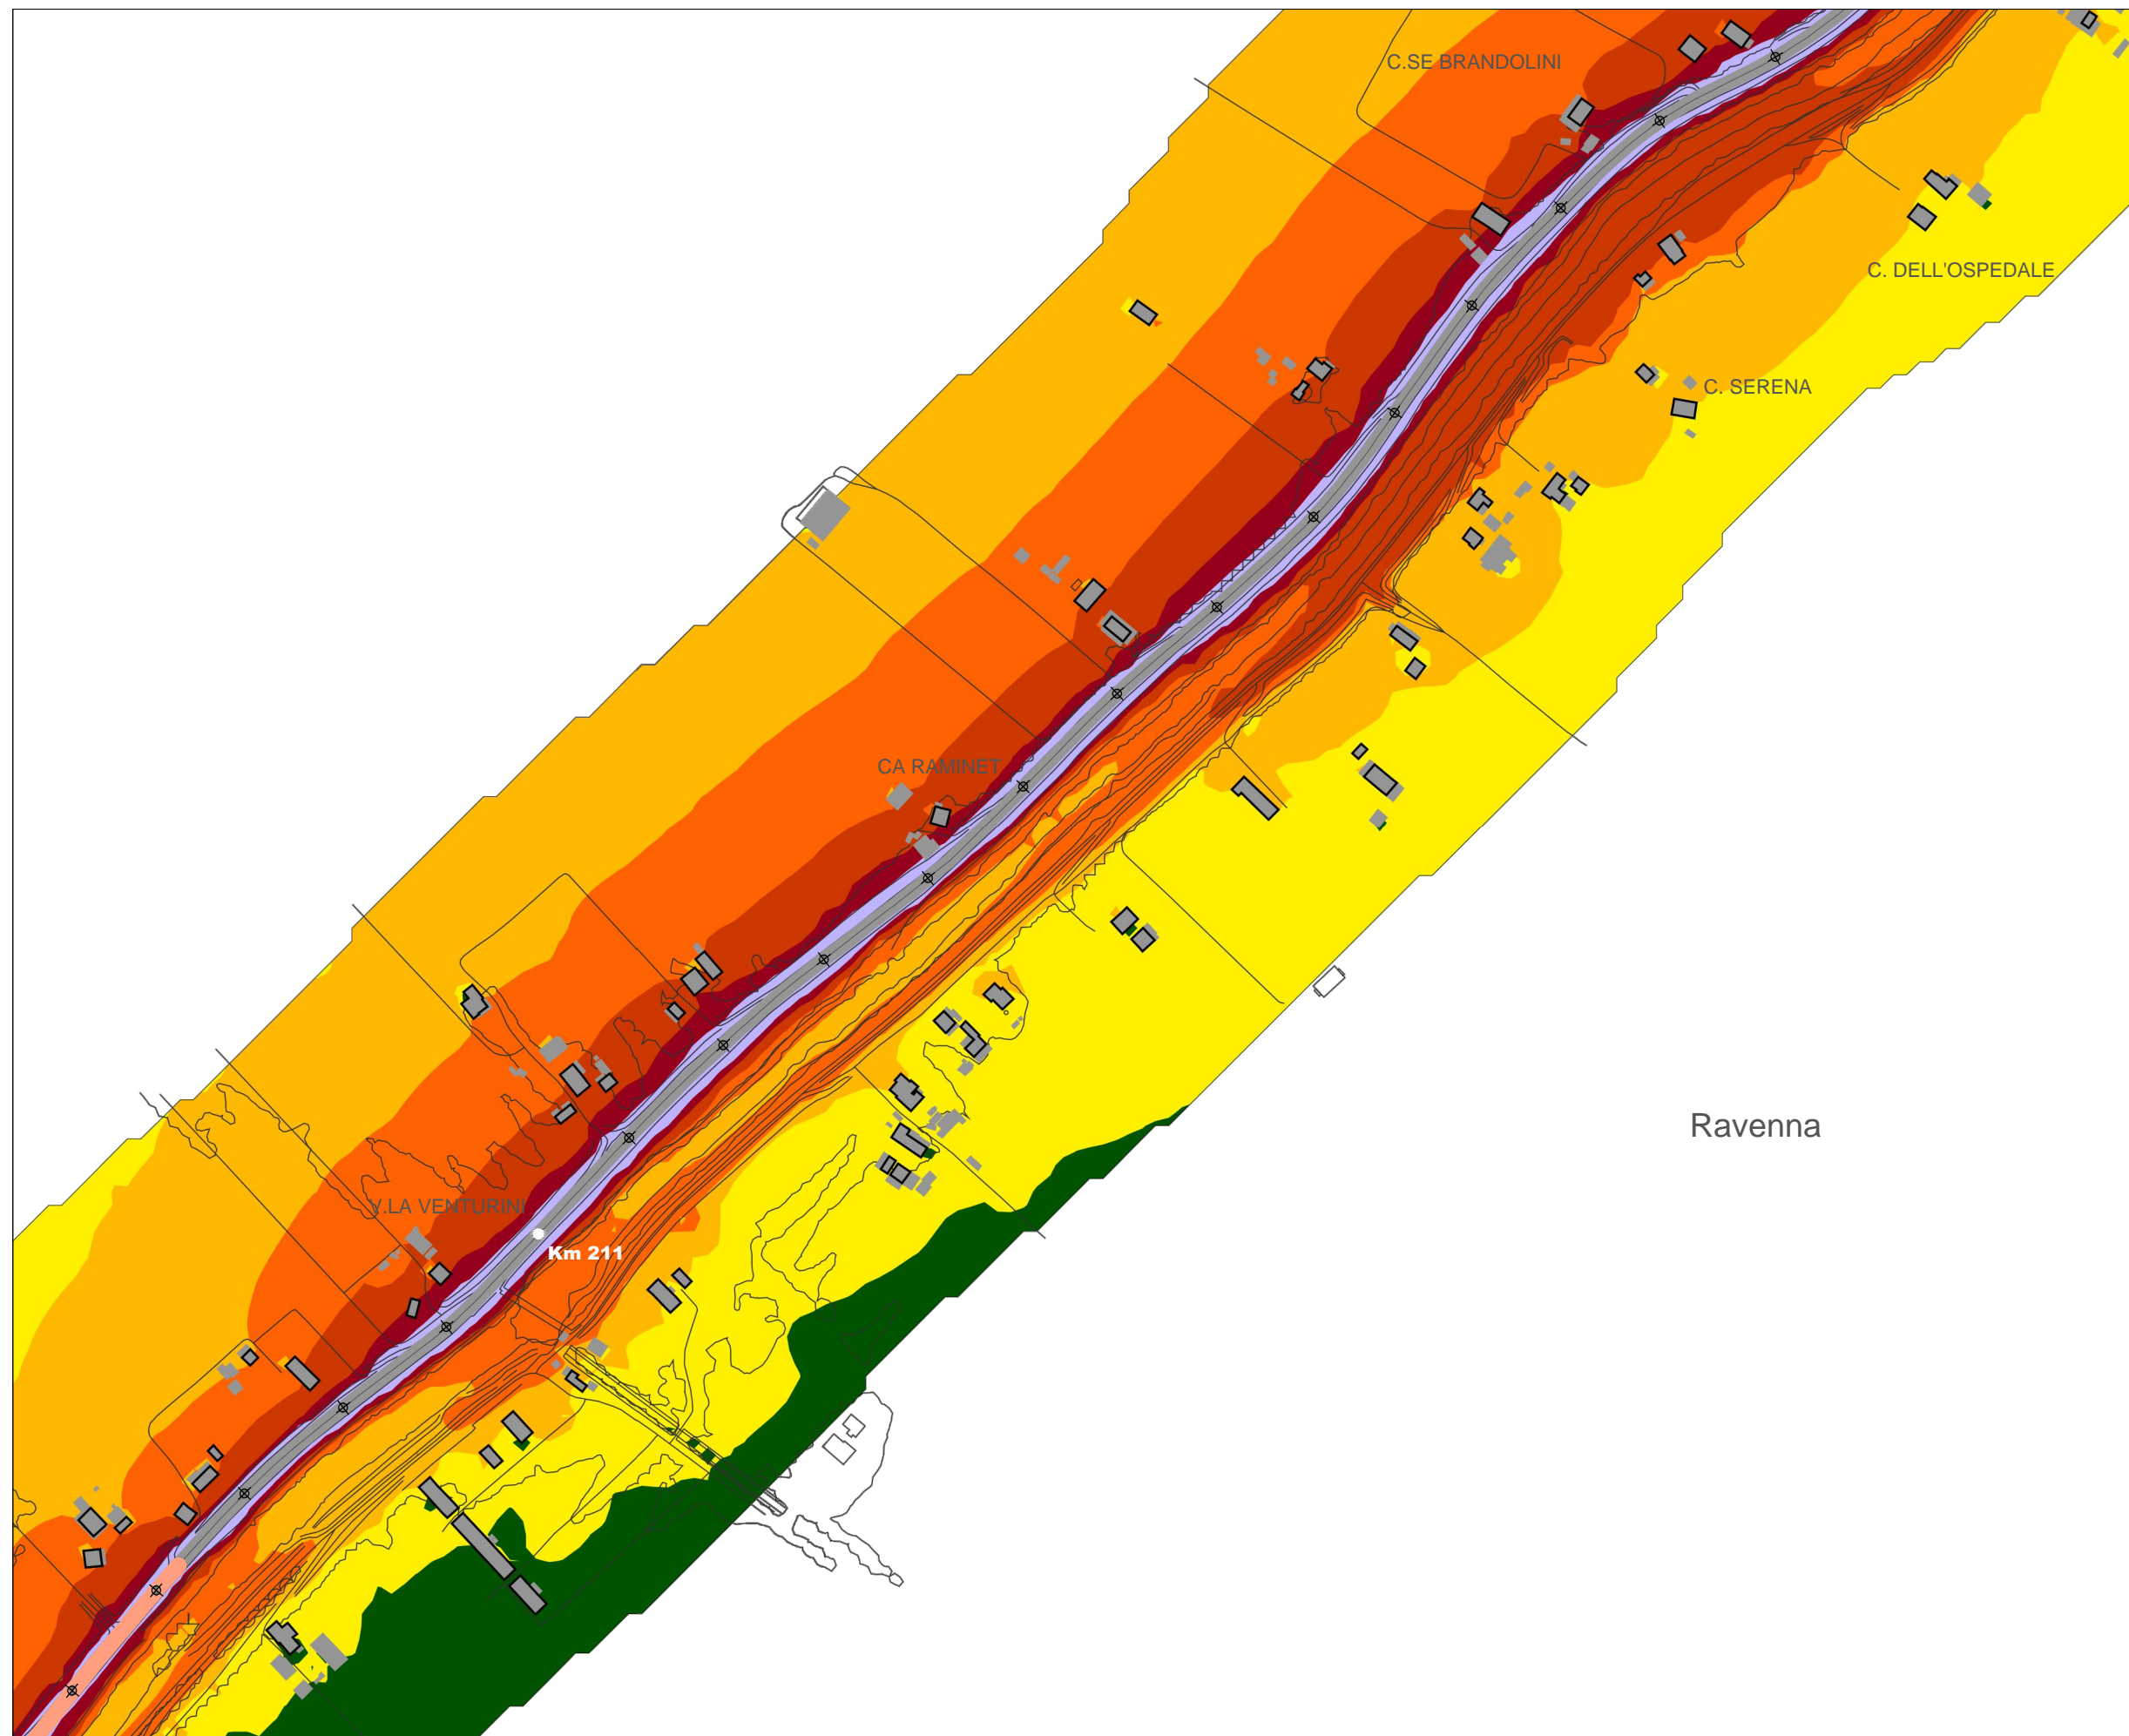 C.SE BRANDOLINI
C. DELL'OSPEDALE
C. SERENA
CA RAMINET
Ravenna
V.LA VENTURINI
Km 211